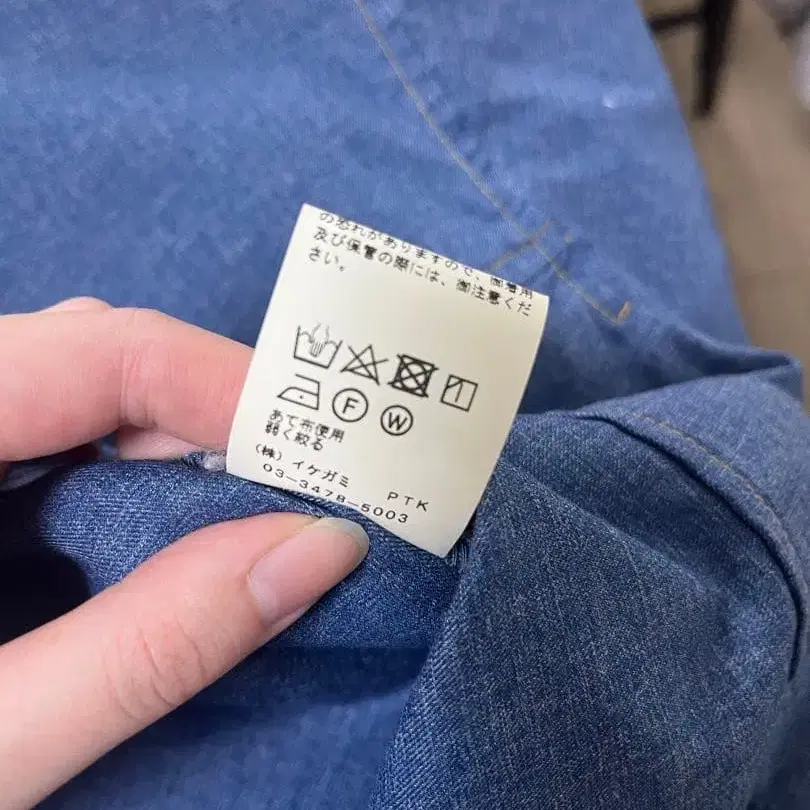 の恐れがありますので、御着用
及び保管の際には、御注意くだ
さい。
F W
あて布使用
弱く絞る
(株)イケガミ PTK
03-3478-5003